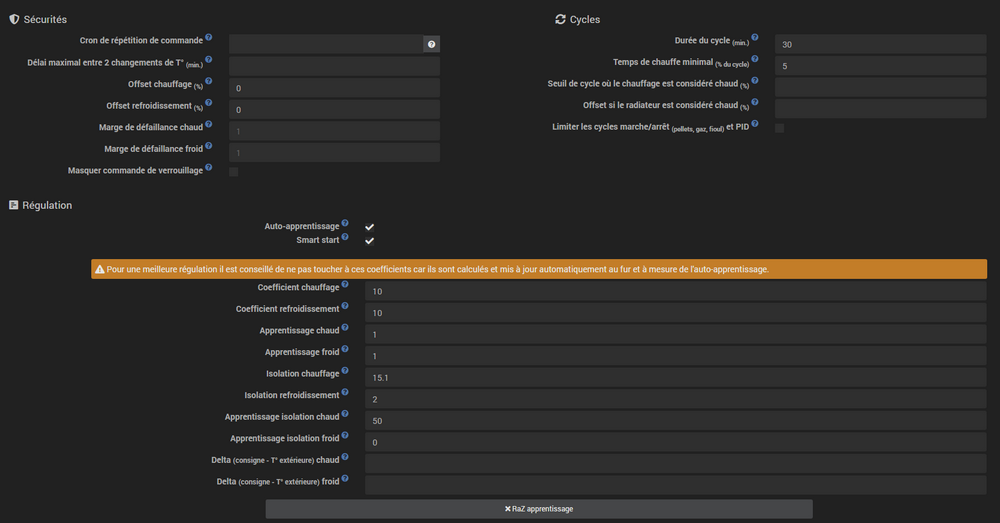 Sécurités
Cron de répétition de commande
Délai maximal entre 2 changements de T° (min.)
Offset chauffage (%) 0
Offset refroidissement (%) 0
Marge de défaillance chaud 1
Marge de défaillance froid 1
Masquer commande de verrouillage
Cycles
Durée du cycle (min.) 30
Temps de chauffe minimal (% du cycle) 5
Seuil de cycle où le chauffage est considéré chaud (%)
Offset si le radiateur est considéré chaud (%)
Limiter les cycles marche/arrêt (pellets, gaz, fioul) et PID
Régulation
Auto-apprentissage
Smart start
Pour une meilleure régulation il est conseillé de ne pas toucher à ces coefficients car ils sont calculés et mis à jour automatiquement au fur et à mesure de l'auto-apprentissage.
Coefficient chauffage 10
Coefficient refroidissement 10
Apprentissage chaud 1
Apprentissage froid 1
Isolation chauffage 15.1
Isolation refroidissement 2
Apprentissage isolation chaud 50
Apprentissage isolation froid 0
Delta (consigne - T° extérieure) chaud
Delta (consigne - T° extérieure) froid
RaZ apprentissage